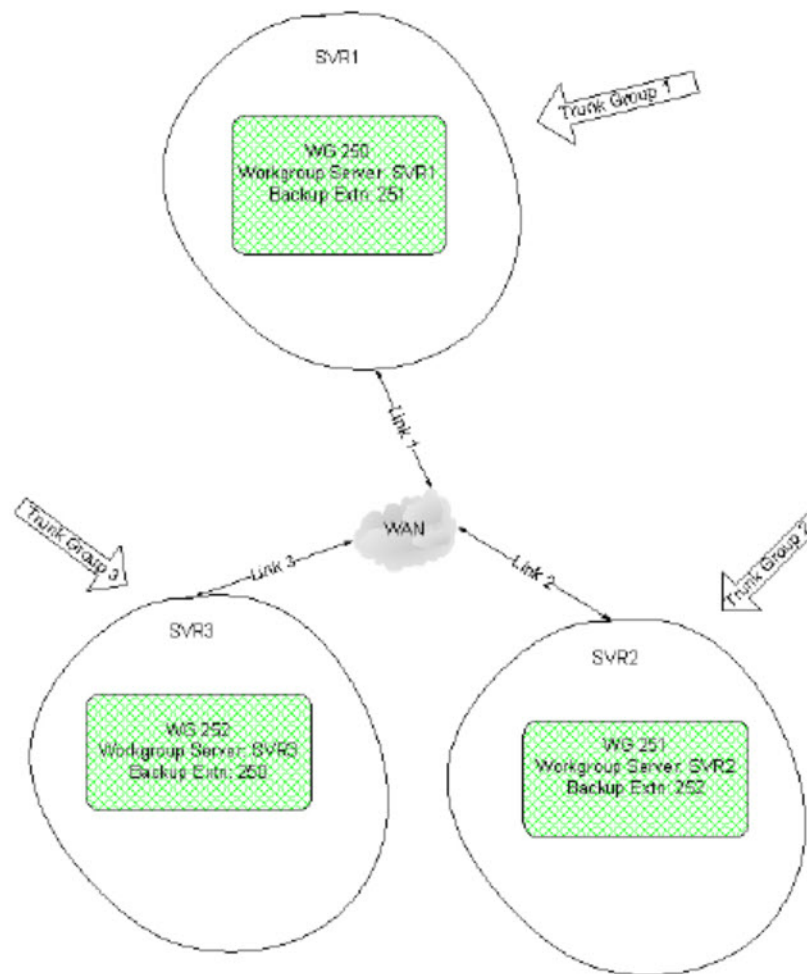 SVR1
Trunk Group 1
WG 250
Workgroup Server: SVR1
Backup Extn: 251
Link 1
WAN
Trunk Group 3
Link 3
Link 2
Trunk Group 2
SVR3
SVR2
WG 252
Workgroup Server: SVR3
Backup Extn: 250
WG 251
Workgroup Server: SVR2
Backup Extn: 252